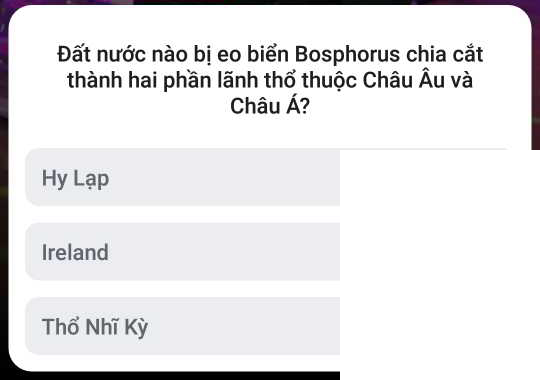 Đất nước nào bị eo biển Bosphorus chia cắt
thành hai phần lãnh thổ thuộc Châu Âu và
Châu Á?
Hy Lạp
Ireland
Thổ Nhĩ Kỳ